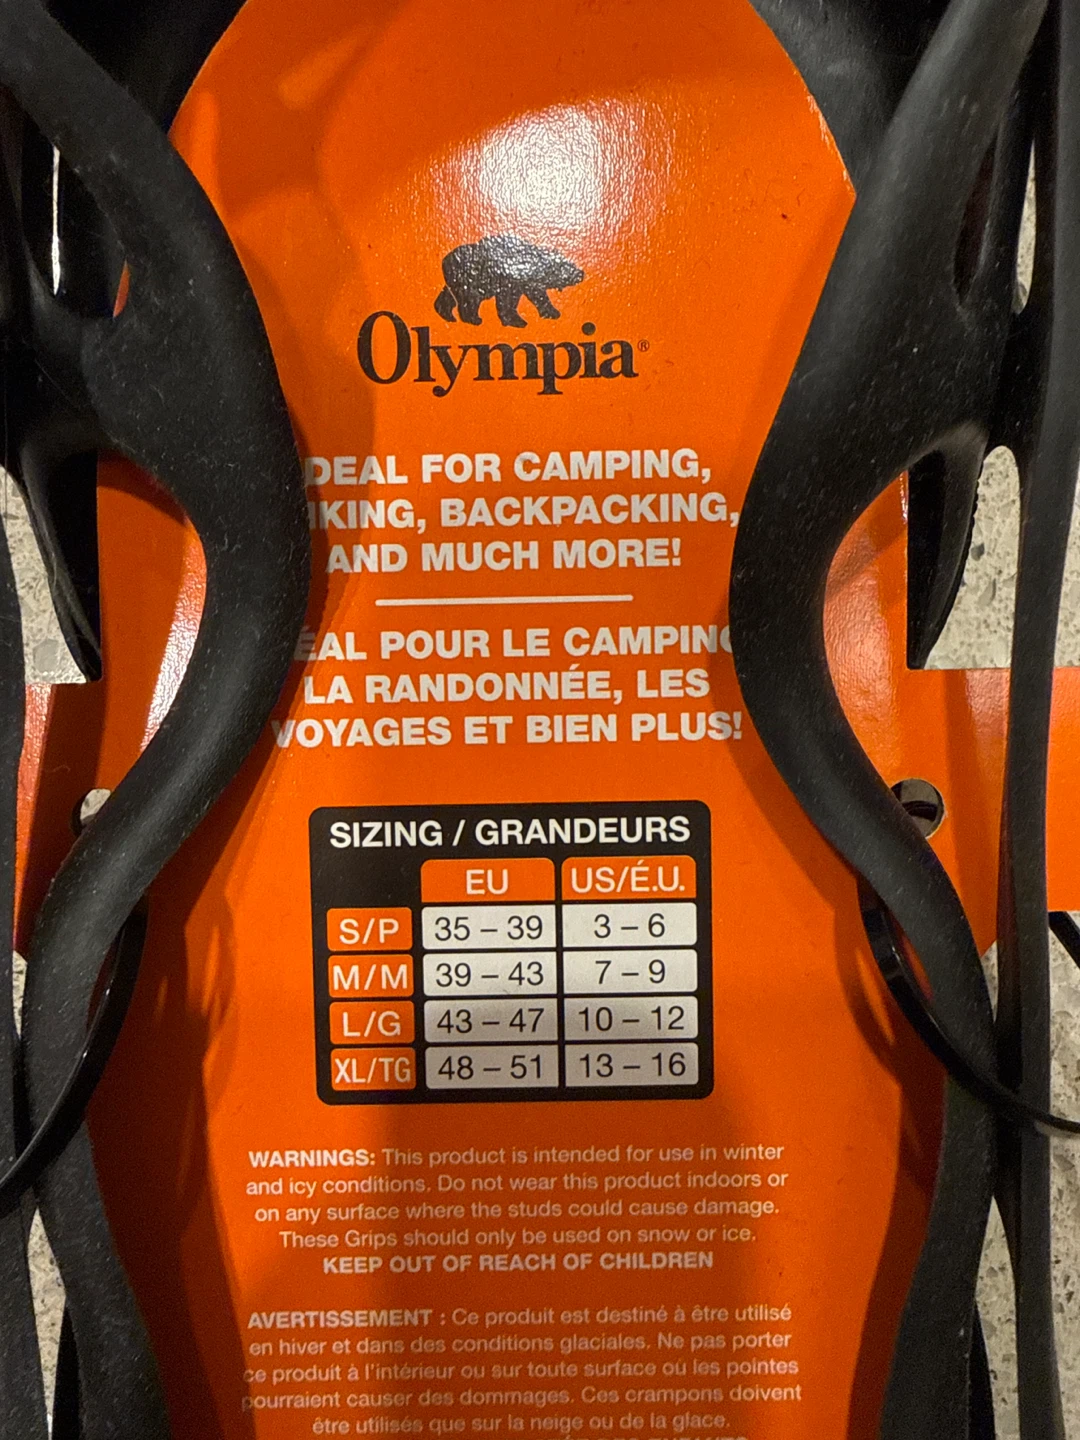 Olympia®
DEAL FOR CAMPING,
IKING, BACKPACKING,
AND MUCH MORE!
ÉAL POUR LE CAMPING
LA RANDONNÉE, LES
VOYAGES ET BIEN PLUS!
SIZING / GRANDEURS
EU US/É.U.
S/P 35 – 39 3 – 6
M/M 39 – 43 7 – 9
L/G 43 – 47 10 – 12
XL/TG 48 – 51 13 – 16
WARNINGS: This product is intended for use in winter
and icy conditions. Do not wear this product indoors or
on any surface where the studs could cause damage.
These Grips should only be used on snow or ice.
KEEP OUT OF REACH OF CHILDREN
AVERTISSEMENT : Ce produit est destiné à être utilisé
en hiver et dans des conditions glaciales. Ne pas porter
ce produit à l'intérieur ou sur toute surface où les pointes
pourraient causer des dommages. Ces crampons doivent
être utilisés que sur la neige ou de la glace.